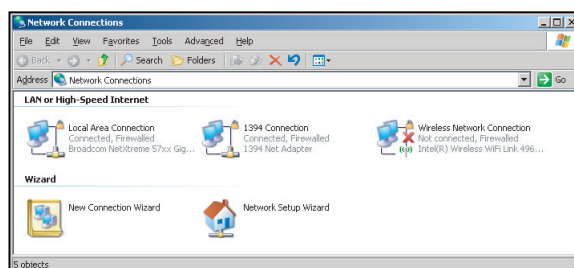 Network Connections
File Edit View Favorites Tools Advanced Help
Back Search Folders
Address Network Connections Go
LAN or High-Speed Internet
Local Area Connection
Connected, Firewalled
Broadcom NetXtreme 57xx Gig...
1394 Connection
Connected, Firewalled
1394 Net Adapter
Wireless Network Connection
Not connected, Firewalled
Intel(R) Wireless WiFi Link 496...
Wizard
New Connection Wizard
Network Setup Wizard
5 objects